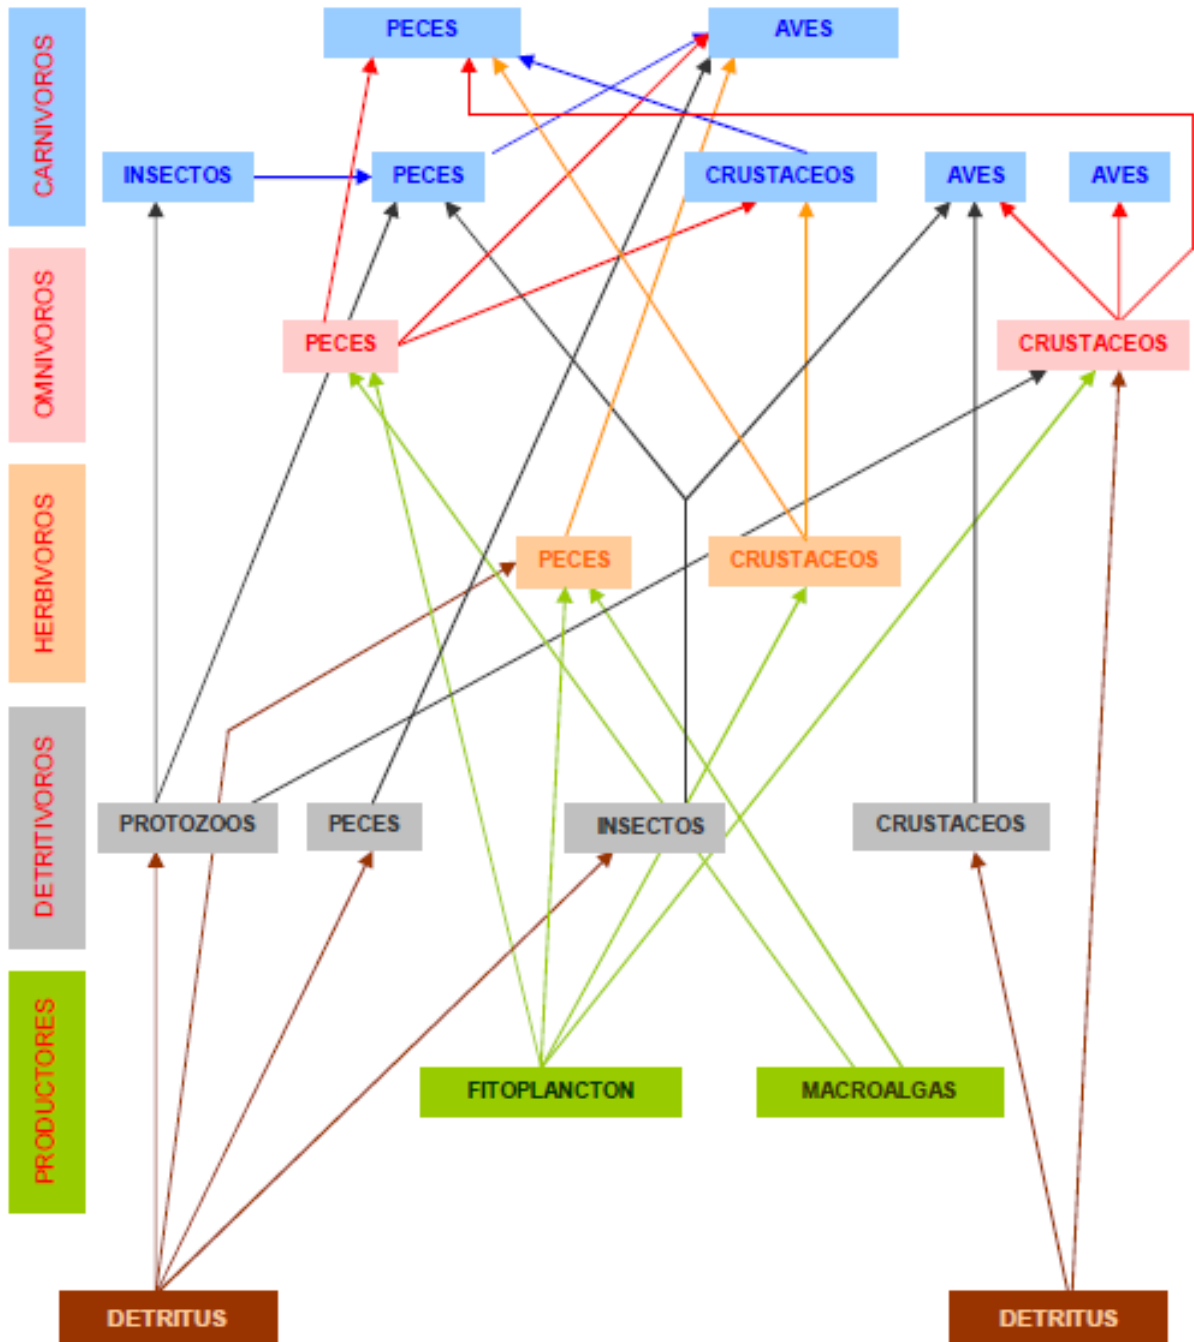 CARNIVOROS
PECES
AVES
INSECTOS
PECES
CRUSTACEOS
AVES
AVES
OMNIVOROS
PECES
CRUSTACEOS
HERBIVOROS
PECES
CRUSTACEOS
DETRITIVOROS
PROTOZOOS
PECES
INSECTOS
CRUSTACEOS
PRODUCTORES
FITOPLANCTON
MACROALGAS
DETRITUS
DETRITUS